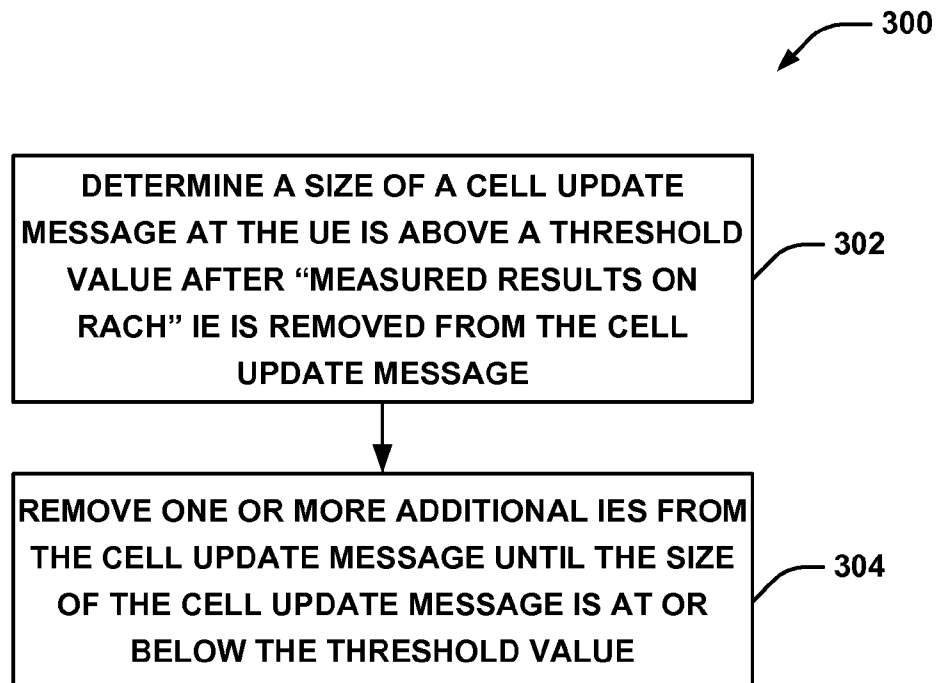 300
DETERMINE A SIZE OF A CELL UPDATE
MESSAGE AT THE UE IS ABOVE A THRESHOLD
VALUE AFTER “MEASURED RESULTS ON
RACH” IE IS REMOVED FROM THE CELL
UPDATE MESSAGE
302
REMOVE ONE OR MORE ADDITIONAL IES FROM
THE CELL UPDATE MESSAGE UNTIL THE SIZE
OF THE CELL UPDATE MESSAGE IS AT OR
BELOW THE THRESHOLD VALUE
304